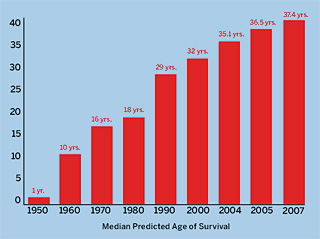 40
35
30
25
20
15
10
5
0
1 yr.
10 yrs.
16 yrs.
18 yrs.
29 yrs.
32 yrs.
35.1 yrs.
36.5 yrs.
37.4 yrs.
1950 1960 1970 1980 1990 2000 2004 2005 2007
Median Predicted Age of Survival